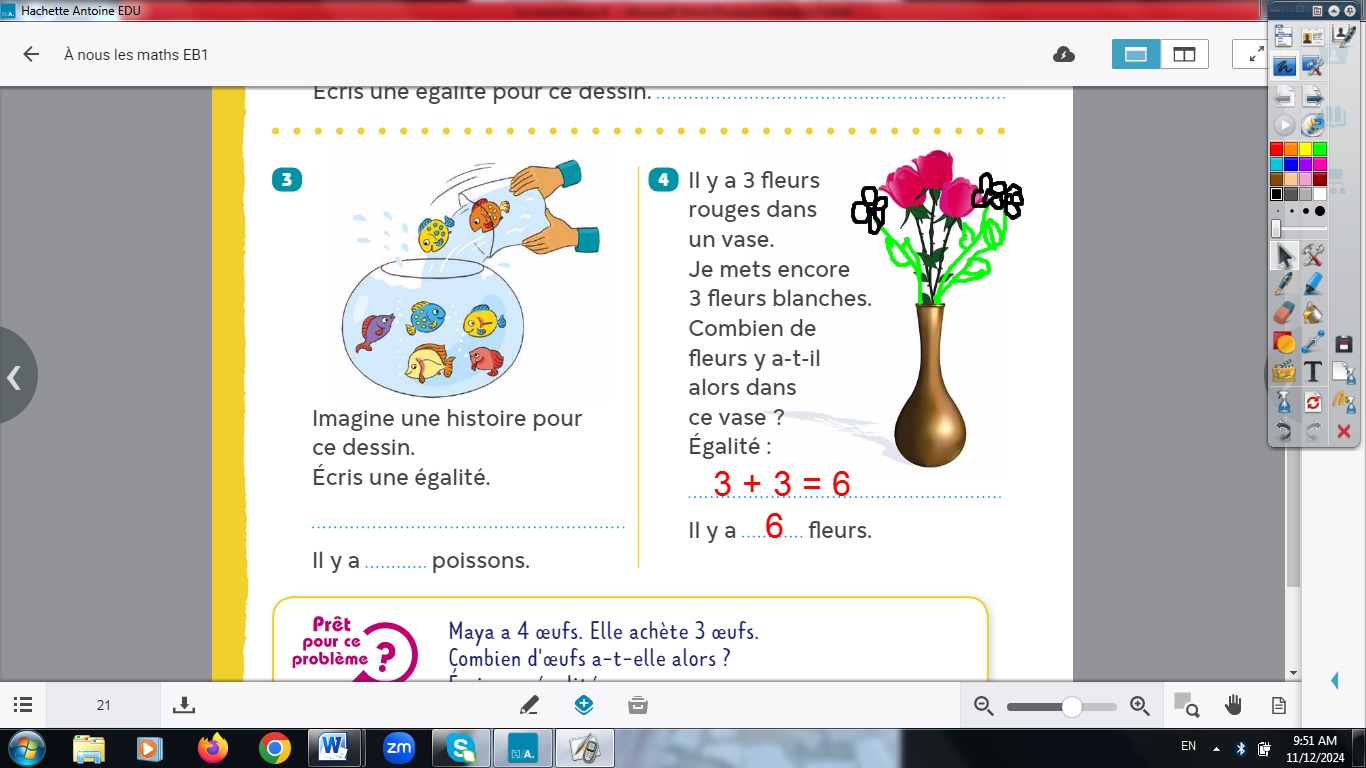 Hachette Antoine EDU
À nous les maths EB1
Écris une égalité pour ce dessin.
3
Imagine une histoire pour
ce dessin.
Écris une égalité.
Il y a ............ poissons.
4
Il y a 3 fleurs
rouges dans
un vase.
Je mets encore
3 fleurs blanches.
Combien de
fleurs y a-t-il
alors dans
ce vase ?
Égalité :
3 + 3 = 6
Il y a 6 fleurs.
Prêt
pour ce
problème ?
Maya a 4 œufs. Elle achète 3 œufs.
Combien d'œufs a-t-elle alors ?
21
EN
9:51 AM
11/12/2024